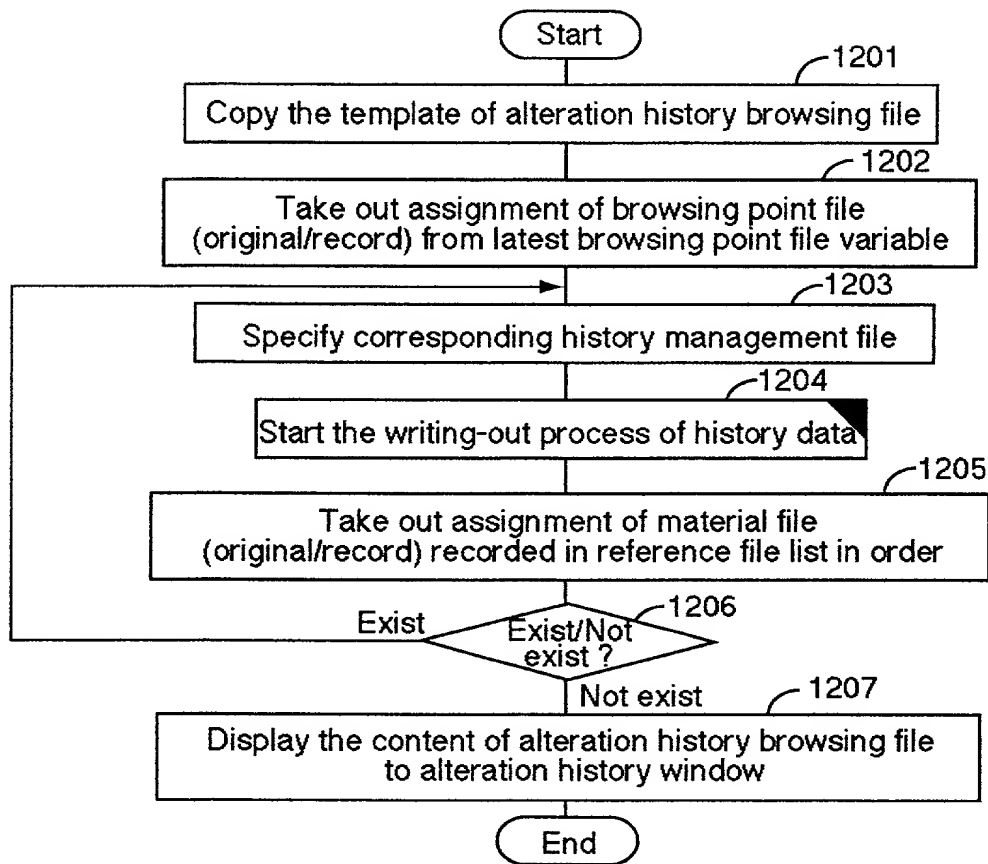 Start
1201
Copy the template of alteration history browsing file
1202
Take out assignment of browsing point file
(original/record) from latest browsing point file variable
1203
Specify corresponding history management file
1204
Start the writing-out process of history data
1205
Take out assignment of material file
(original/record) recorded in reference file list in order
1206
Exist
Exist/Not
exist ?
Not exist
1207
Display the content of alteration history browsing file
to alteration history window
End